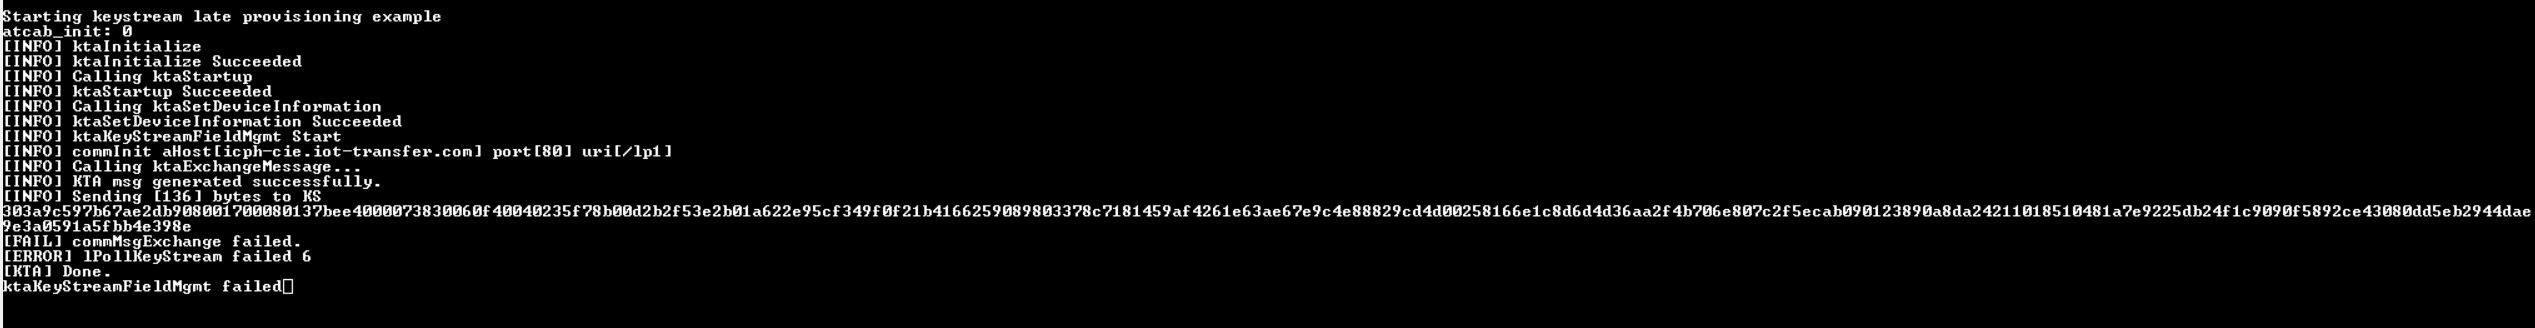 Starting keystream late provisioning example
atcab_init: 0
[INFO] ktaInitialize
[INFO] ktaInitialize Succeeded
[INFO] Calling ktaStartup
[INFO] ktaStartup Succeeded
[INFO] Calling ktaSetDeviceInformation
[INFO] ktaSetDeviceInformation Succeeded
[INFO] ktaKeyStreamFieldMgmt Start
[INFO] commInit aHost[icph-cie.iot-transfer.com] port[80] uri[/lp1]
[INFO] Calling ktaExchangeMessage...
[INFO] KTA msg generated successfully.
[INFO] Sending [136] bytes to KS
303a9c597b67ae2db908001700080137bee4000073830060f40040235f78b00d2b2f53e2b01a622e95cf349f0f21b4166259089803378c7181459af4261e63ae67e9c4e88829cd4d00258166e1c8d6d4d36aa2f4b706e807c2f5ecab090123890a8da24211018510481a7e9225db24f1c9090f5892ce43080dd5eb2944dae
9e3a0591a5fbb4e398e
[FAIL] commMsgExchange failed.
[ERROR] lPollKeyStream failed 6
[KTA] Done.
ktaKeyStreamFieldMgmt failed